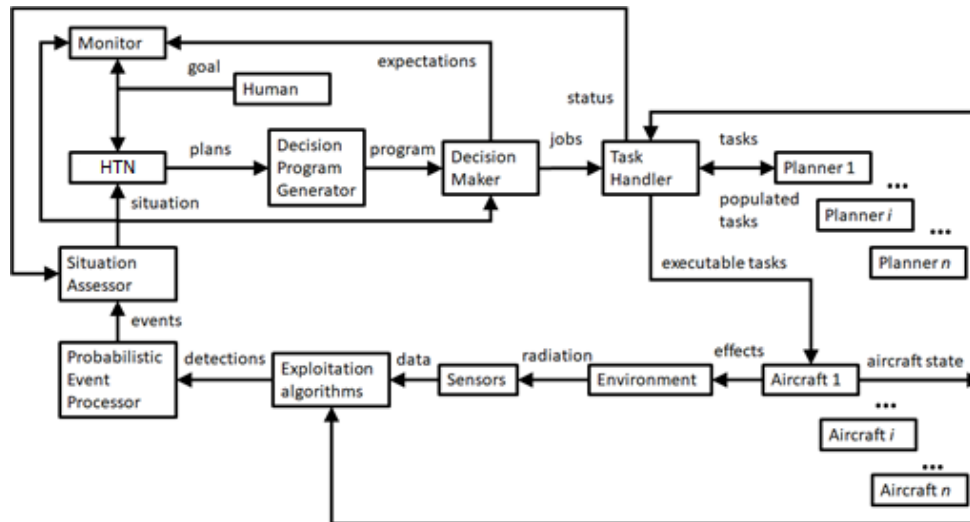 Monitor
goal
expectations
Human
status
HTN
plans
Decision
Program
Generator
program
Decision
Maker
jobs
Task
Handler
tasks
Planner 1
...
populated
tasks
Planner i
...
Planner n
situation
Situation
Assessor
executable tasks
events
Probabilistic
Event
Processor
detections
Exploitation
algorithms
data
Sensors
radiation
Environment
effects
Aircraft 1
aircraft state
...
Aircraft i
...
Aircraft n